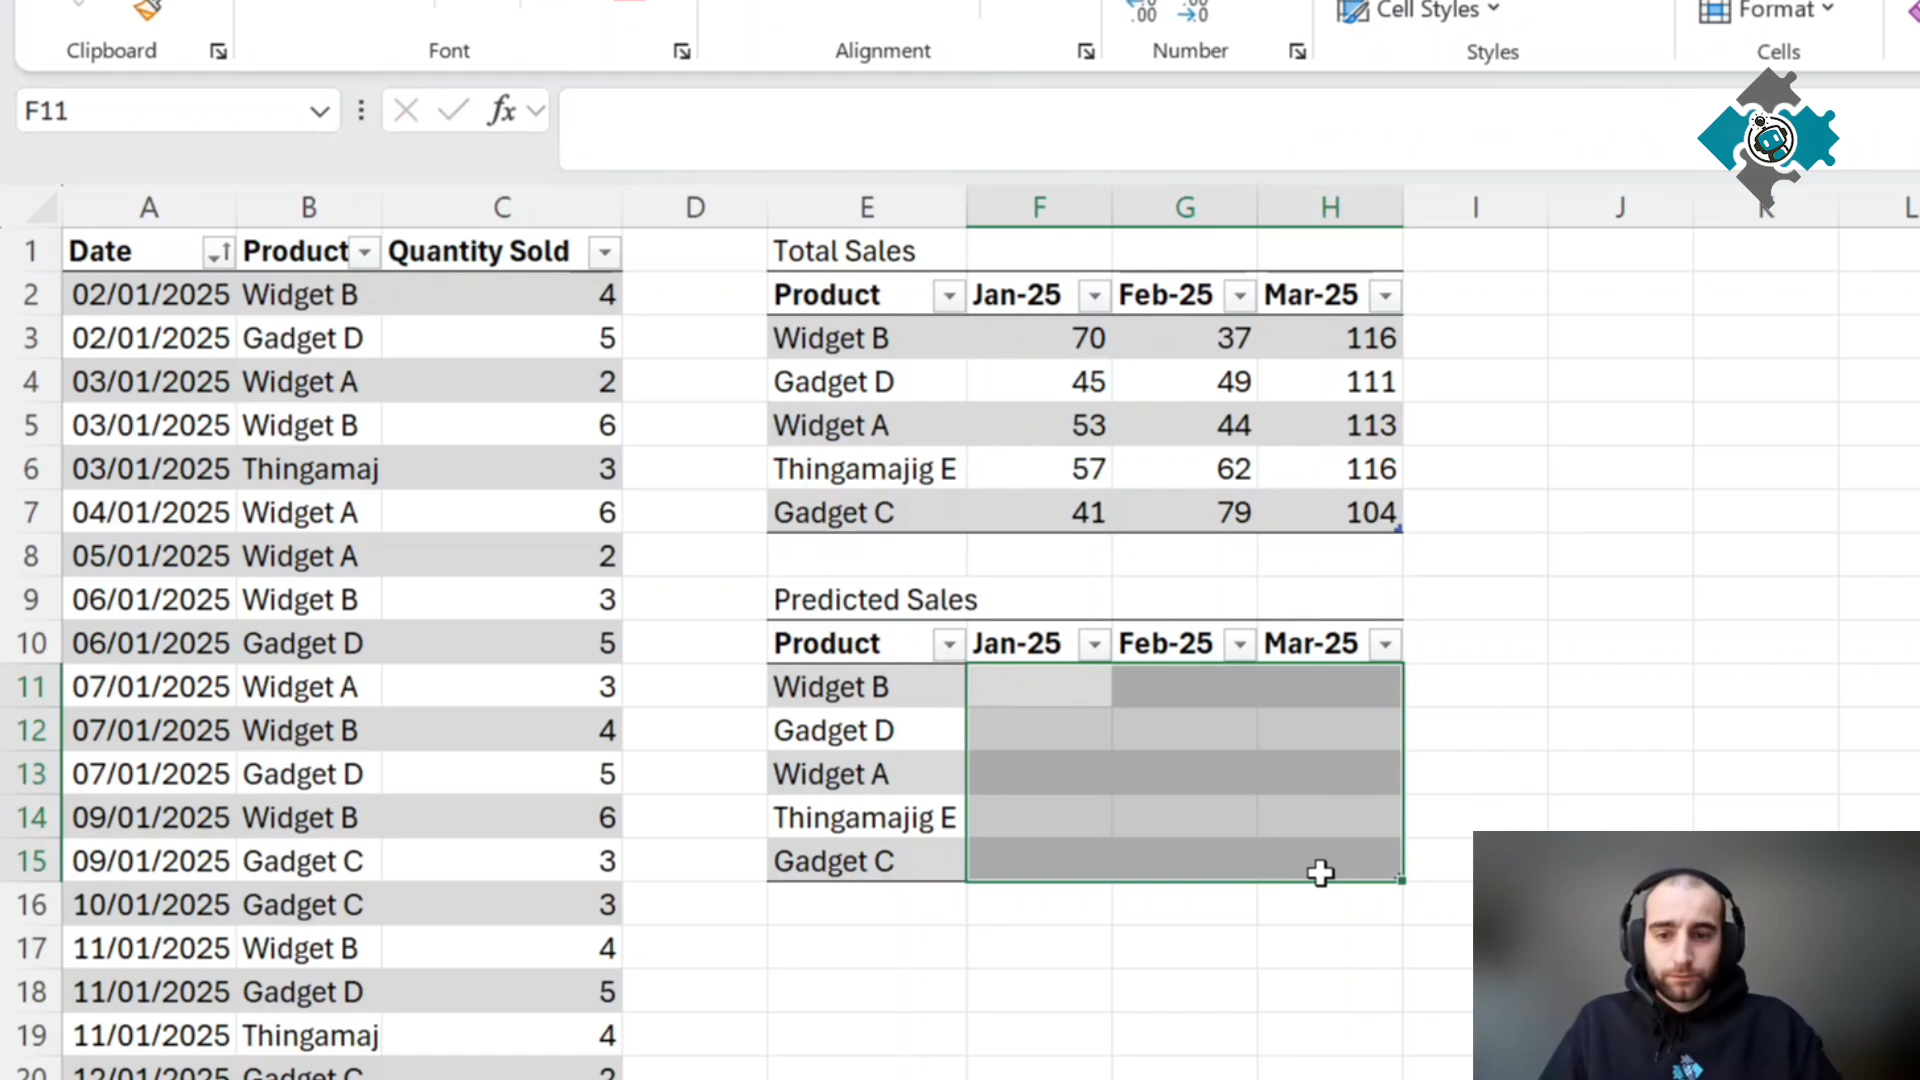 Cell Styles
Format
Clipboard
Font
Alignment
Number
Styles
Cells
F11
fx
A B C D E F G H I J K L
1 Date Product Quantity Sold Total Sales
2 02/01/2025 Widget B 4 Product Jan-25 Feb-25 Mar-25
3 02/01/2025 Gadget D 5 Widget B 70 37 116
4 03/01/2025 Widget A 2 Gadget D 45 49 111
5 03/01/2025 Widget B 6 Widget A 53 44 113
6 03/01/2025 Thingamaj 3 Thingamajig E 57 62 116
7 04/01/2025 Widget A 6 Gadget C 41 79 104
8 05/01/2025 Widget A 2
9 06/01/2025 Widget B 3 Predicted Sales
10 06/01/2025 Gadget D 5 Product Jan-25 Feb-25 Mar-25
11 07/01/2025 Widget A 3 Widget B
12 07/01/2025 Widget B 4 Gadget D
13 07/01/2025 Gadget D 5 Widget A
14 09/01/2025 Widget B 6 Thingamajig E
15 09/01/2025 Gadget C 3 Gadget C
16 10/01/2025 Gadget C 3
17 11/01/2025 Widget B 4
18 11/01/2025 Gadget D 5
19 11/01/2025 Thingamaj 4
20 12/01/2025 Gadget C 2